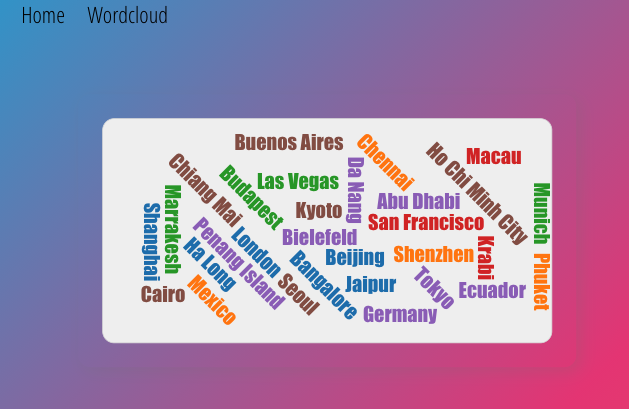 Home Wordcloud
Buenos Aires
Chennai
Ho Chi Minh City
Macau
Chiang Mai
Budapest
Las Vegas
Da Nang
Abu Dhabi
Munich
Marrakesh
Shanghai
Kyoto
San Francisco
Penang Island
London
Bielefeld
Krabi
Ha Long
Bangalore
Beijing
Shenzhen
Phuket
Cairo
Mexico
Seoul
Jaipur
Tokyo
Ecuador
Germany